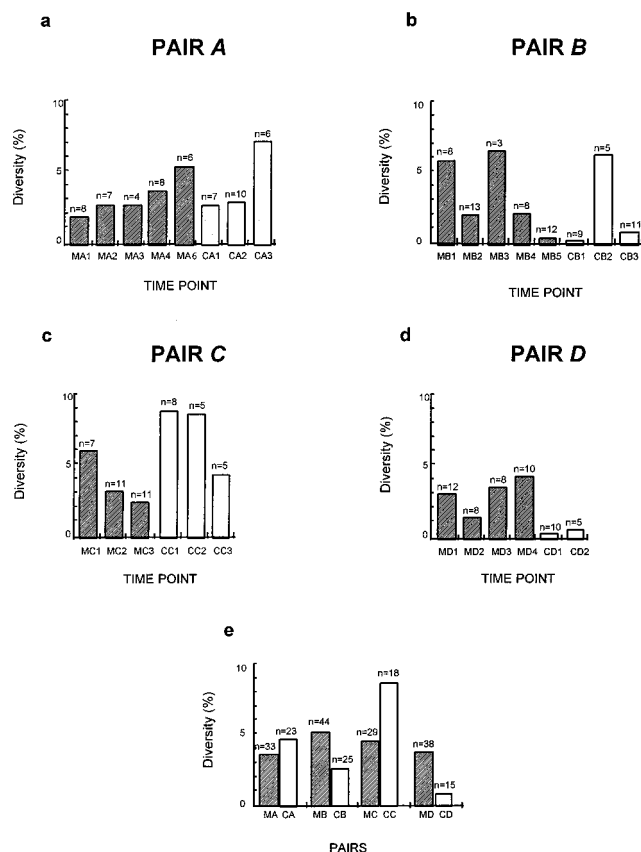 a
PAIR A
10
5
0
Diversity (%)
n=8
n=7
n=4
n=8
n=6
n=7
n=10
n=6
MA1 MA2 MA3 MA4 MA6 CA1 CA2 CA3
TIME POINT
b
PAIR B
10
5
0
Diversity (%)
n=8
n=13
n=3
n=8
n=12
n=9
n=5
n=11
MB1 MB2 MB3 MB4 MB5 CB1 CB2 CB3
TIME POINT
c
PAIR C
10
5
0
Diversity (%)
n=7
n=11
n=11
n=8
n=5
n=5
MC1 MC2 MC3 CC1 CC2 CC3
TIME POINT
d
PAIR D
10
5
0
Diversity (%)
n=12
n=8
n=8
n=10
n=10
n=5
MD1 MD2 MD3 MD4 CD1 CD2
TIME POINT
e
10
5
0
Diversity (%)
n=33
n=23
n=44
n=25
n=29
n=18
n=38
n=15
MA CA MB CB MC CC MD CD
PAIRS